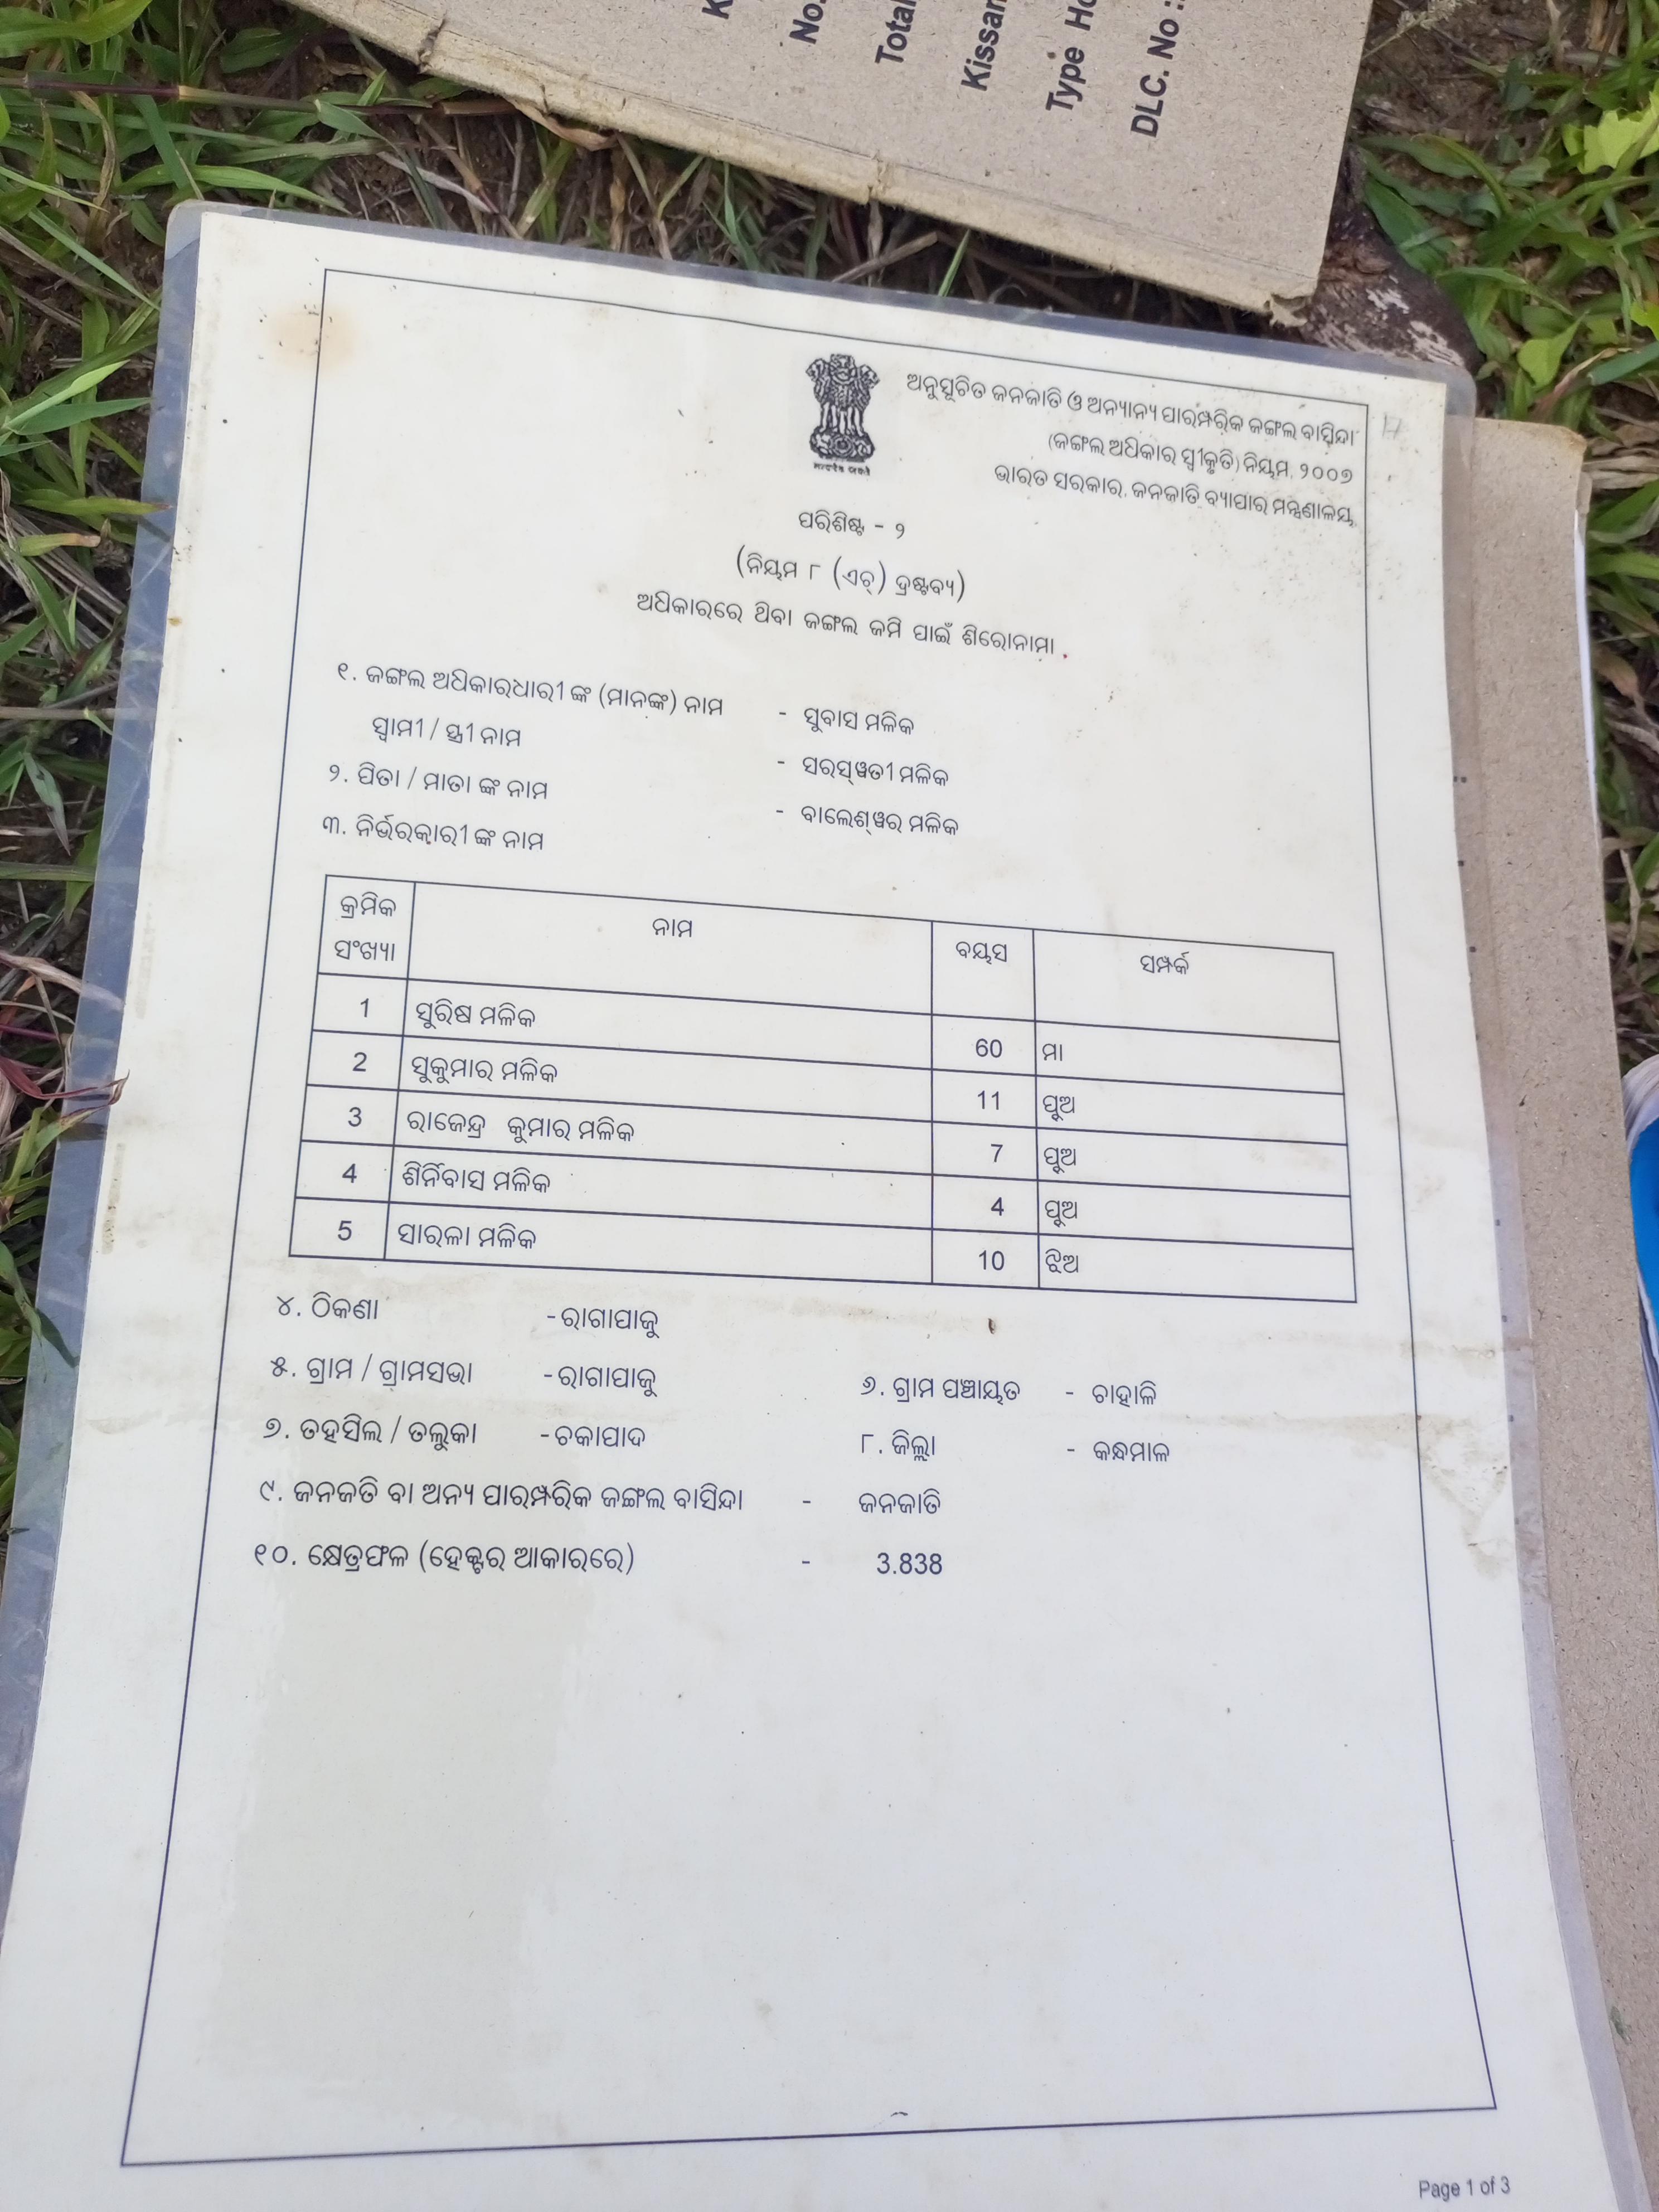 No.
Total
Kissan
Type
DLC. No :
ଅନୁସୂଚିତ ଜନଜାତି ଓ ଅନ୍ୟାନ୍ୟ ପାରମ୍ପରିକ ଜଙ୍ଗଲ ବାସିନ୍ଦା
(ଜଙ୍ଗଲ ଅଧିକାର ସ୍ୱୀକୃତି) ନିୟମ, ୨୦୦୭
ଭାରତ ସରକାର, ଜନଜାତି ବ୍ୟାପାର ମନ୍ତ୍ରଣାଳୟ
ପରିଶିଷ୍ଟ - ୨
(ନିୟମ ୮ (ଏଚ୍) ଦ୍ରଷ୍ଟବ୍ୟ)
ଅଧିକାରରେ ଥିବା ଜଙ୍ଗଲ ଜମି ପାଇଁ ଶିରୋନାମା
୧. ଜଙ୍ଗଲ ଅଧିକାରଧାରୀ ଙ୍କ (ମାନଙ୍କ) ନାମ - ସୁବାସ ମଳିକ
ସ୍ୱାମୀ / ସ୍ତ୍ରୀ ନାମ - ସରସ୍‌ୱତୀ ମଳିକ
୨. ପିତା / ମାତା ଙ୍କ ନାମ - ବାଲେଶ୍‌ୱର ମଳିକ
୩. ନିର୍ଭରକାରୀ ଙ୍କ ନାମ
କ୍ରମିକ ସଂଖ୍ୟା ନାମ ବୟସ ସମ୍ପର୍କ
1 ସୁରିଷ ମଳିକ 60 ମା
2 ସୁକୁମାର ମଳିକ 11 ପୁଅ
3 ରାଜେନ୍ଦ୍ର କୁମାର ମଳିକ 7 ପୁଅ
4 ଶିର୍ନିବାସ ମଳିକ 4 ପୁଅ
5 ସାରଳା ମଳିକ 10 ଝିଅ
୪. ଠିକଣା - ରାଗାପାଜୁ
୫. ଗ୍ରାମ / ଗ୍ରାମସଭା - ରାଗାପାଜୁ ୬. ଗ୍ରାମ ପଞ୍ଚାୟତ - ଚାହାଳି
୭. ତହସିଲ / ତଲୁକା - ଚକାପାଦ ୮. ଜିଲ୍ଲା - କନ୍ଧମାଳ
୯. ଜନଜତି ବା ଅନ୍ୟ ପାରମ୍ପରିକ ଜଙ୍ଗଲ ବାସିନ୍ଦା - ଜନଜାତି
୧୦. କ୍ଷେତ୍ରଫଳ (ହେକ୍ଟର ଆକାରରେ) - 3.838
Page 1 of 3